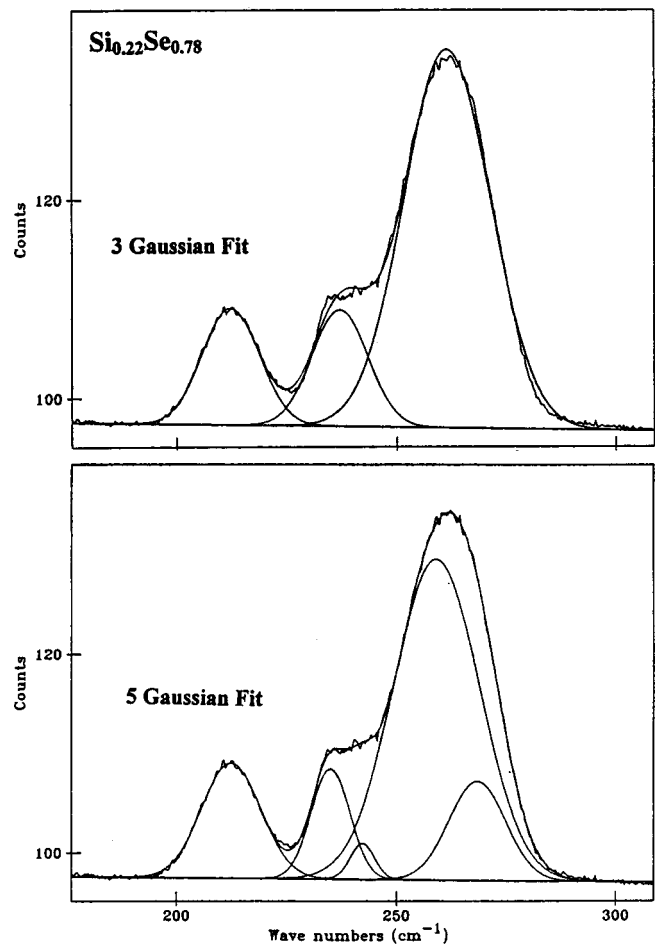 Si₀.₂₂Se₀.₇₈
120
Counts
3 Gaussian Fit
100
120
Counts
5 Gaussian Fit
100
200
250
300
Wave numbers (cm⁻¹)